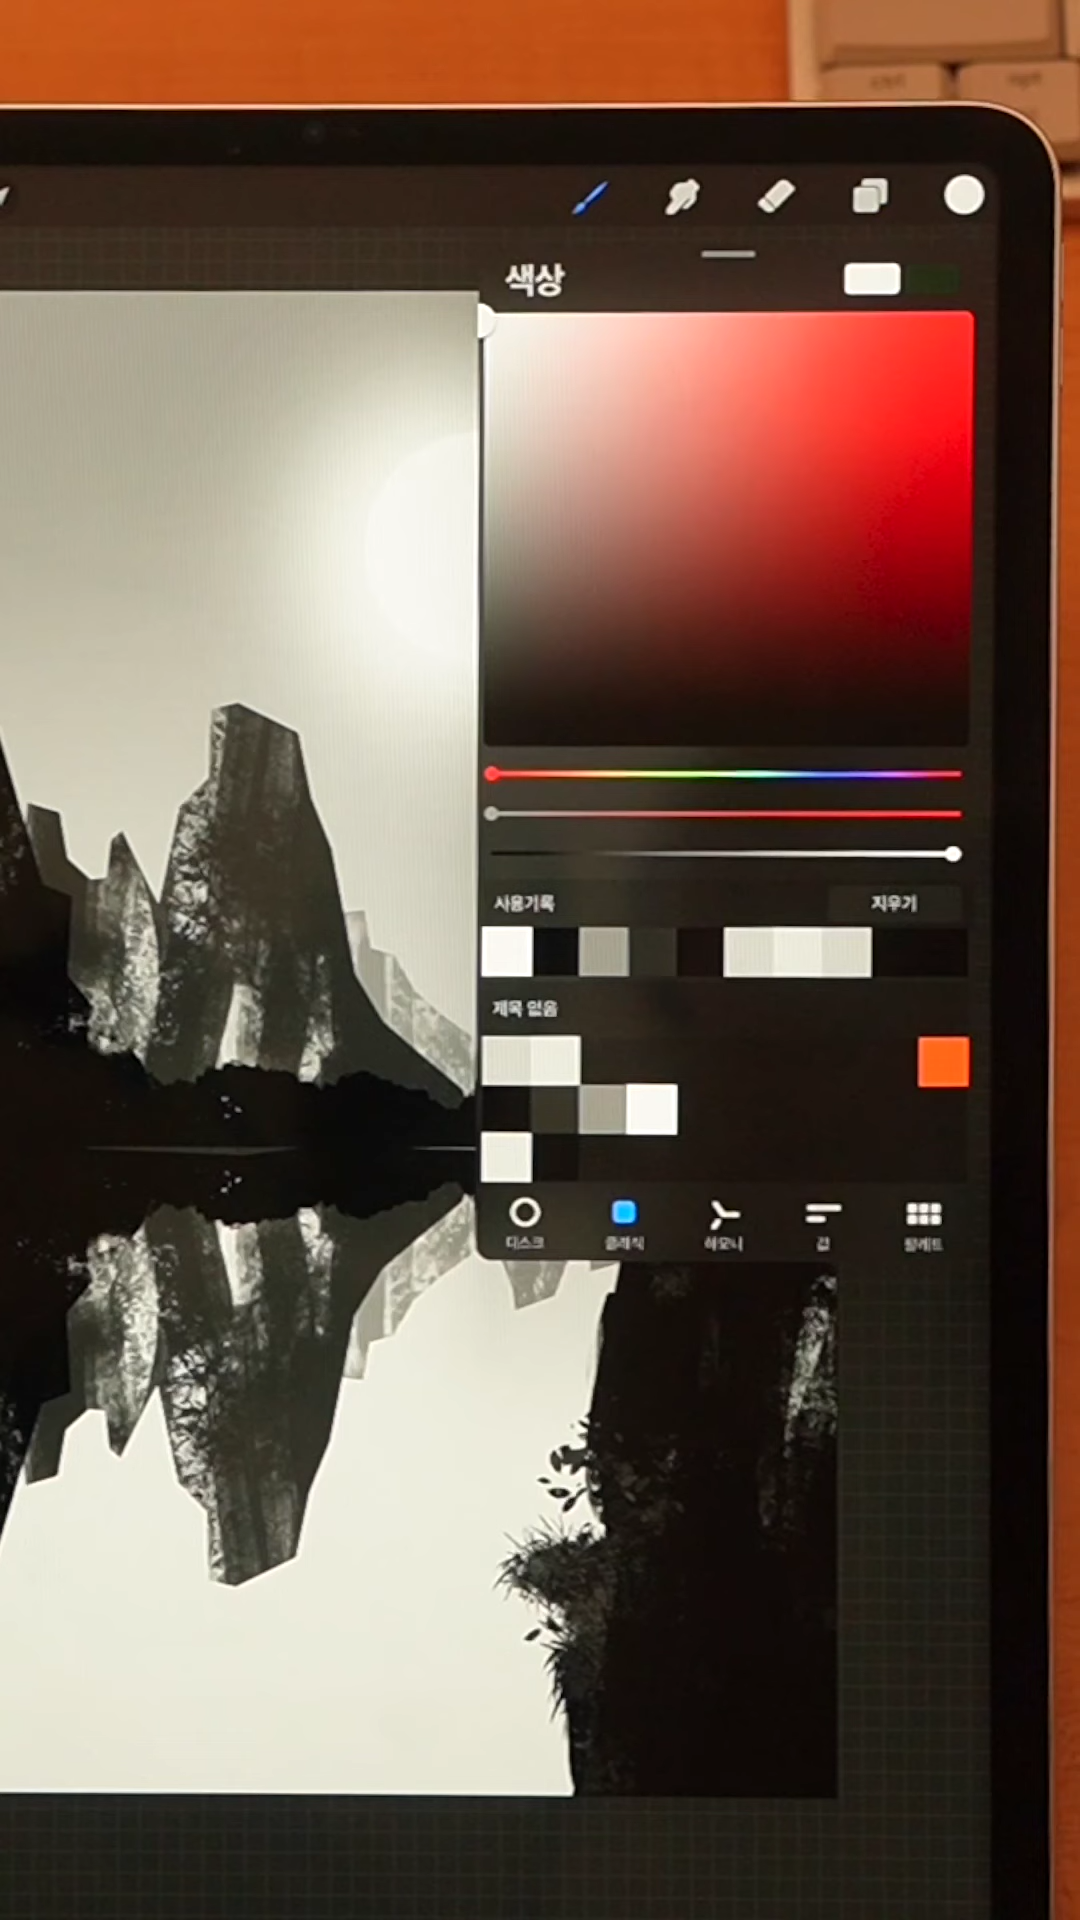 색상
사용기록 지우기
제목 없음
디스크 클래식 하모니 값 팔레트